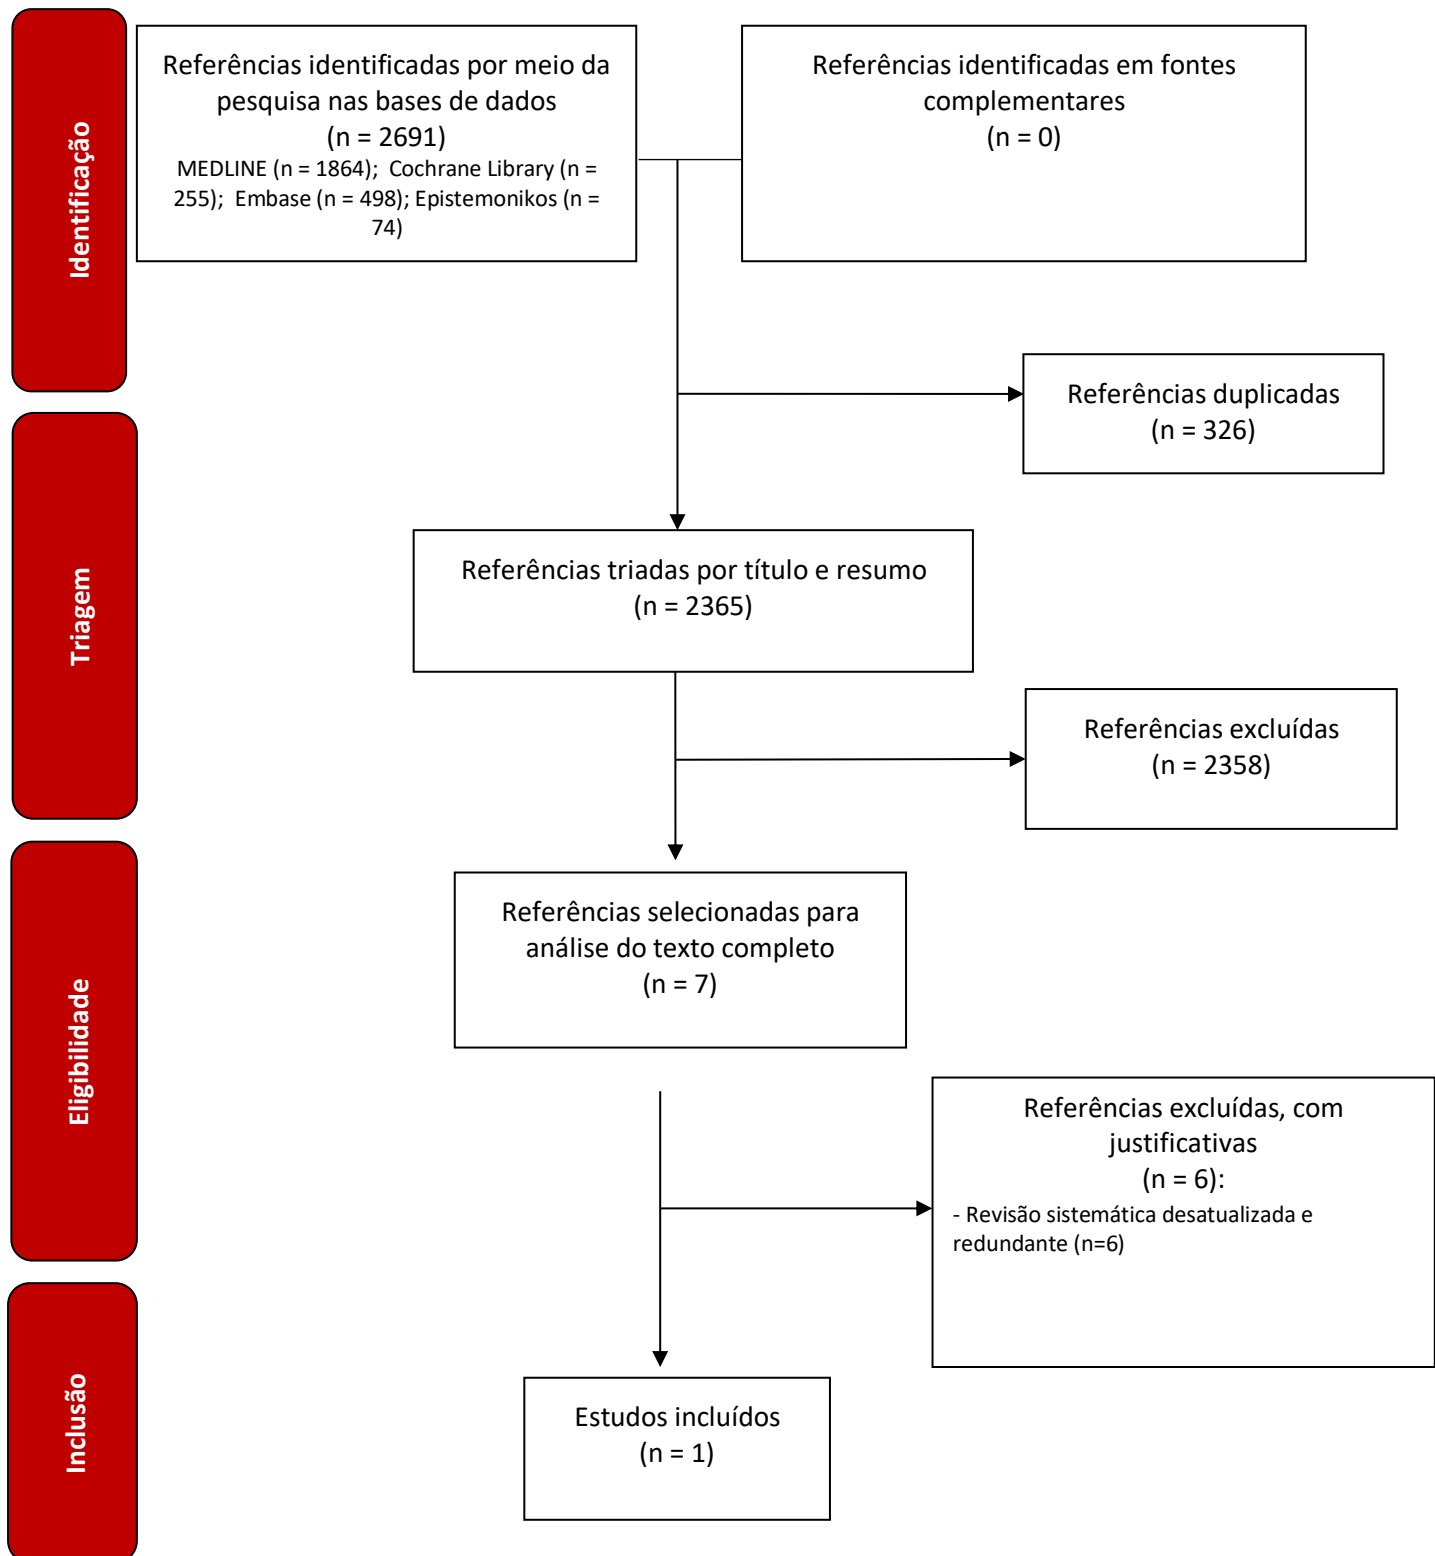 Identificação
Referências identificadas por meio da
pesquisa nas bases de dados
(n = 2691)
MEDLINE (n = 1864);  Cochrane Library (n =
255);  Embase (n = 498); Epistemonikos (n =
74)
Referências identificadas em fontes
complementares
(n = 0)
Referências duplicadas
(n = 326)
Triagem
Referências triadas por título e resumo
(n = 2365)
Referências excluídas
(n = 2358)
Eligibilidade
Referências selecionadas para
análise do texto completo
(n = 7)
Referências excluídas, com
justificativas
(n = 6):
- Revisão sistemática desatualizada e
redundante (n=6)
Inclusão
Estudos incluídos
(n = 1)